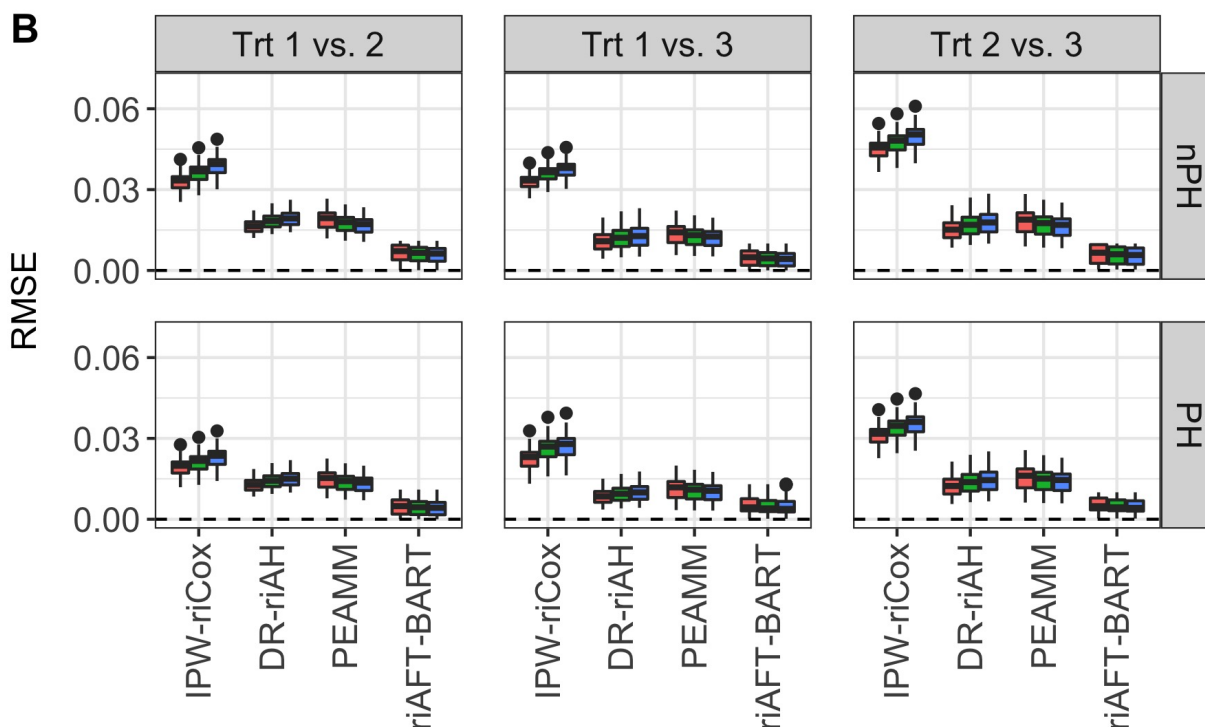 B
Trt 1 vs. 2
Trt 1 vs. 3
Trt 2 vs. 3
RMSE
0.06
0.03
0.00
nPH
0.06
0.03
0.00
PH
IPW-riCox
DR-riAH
PEAMM
riAFT-BART
IPW-riCox
DR-riAH
PEAMM
riAFT-BART
IPW-riCox
DR-riAH
PEAMM
riAFT-BART